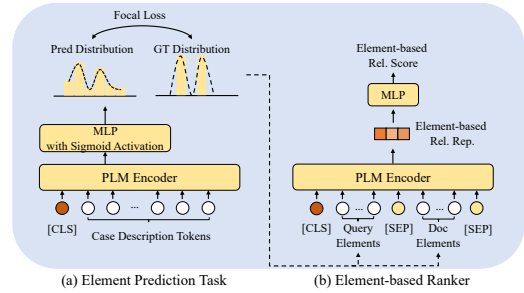 Focal Loss
Pred Distribution
GT Distribution
MLP
with Sigmoid Activation
PLM Encoder
[CLS]
...
Case Description Tokens
(a) Element Prediction Task
Element-based
Rel. Score
MLP
Element-based
Rel. Rep.
PLM Encoder
... ...
[CLS] Query Elements [SEP] Doc Elements [SEP]
(b) Element-based Ranker